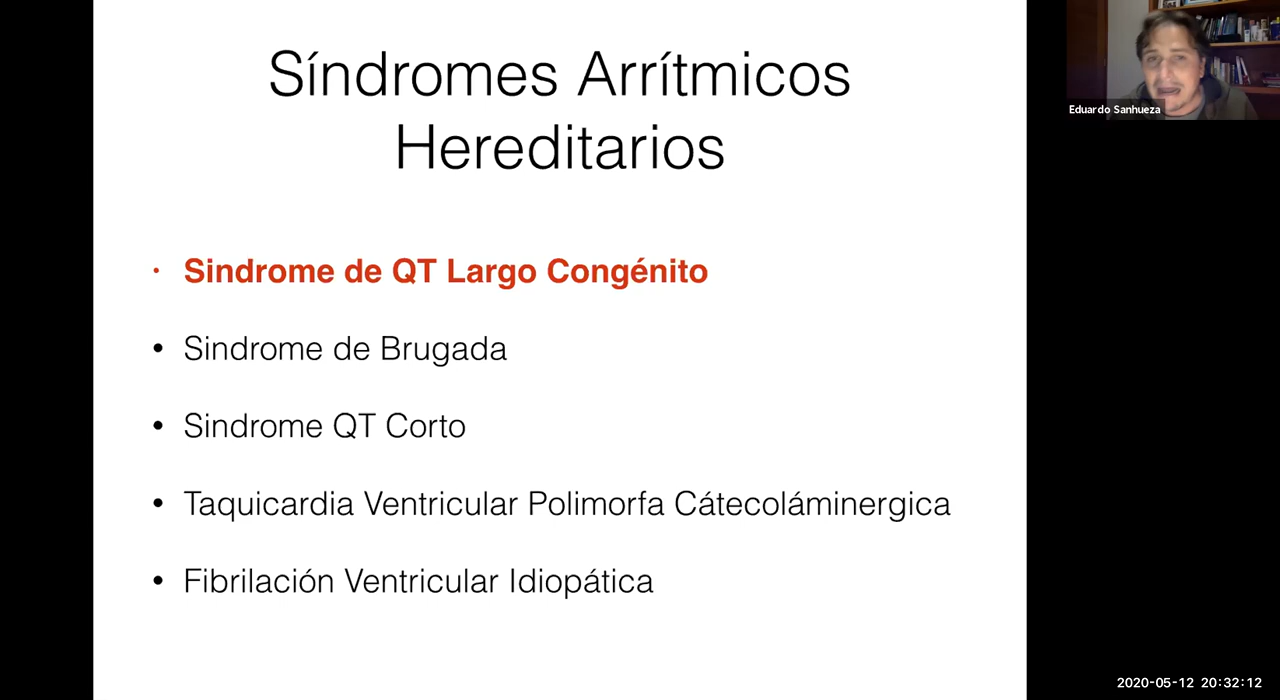 Síndromes Arrítmicos
Hereditarios
Eduardo Sanhueza
• Sindrome de QT Largo Congénito
• Sindrome de Brugada
• Sindrome QT Corto
• Taquicardia Ventricular Polimorfa Cátecoláminergica
• Fibrilación Ventricular Idiopática
2020-05-12 20:32:12